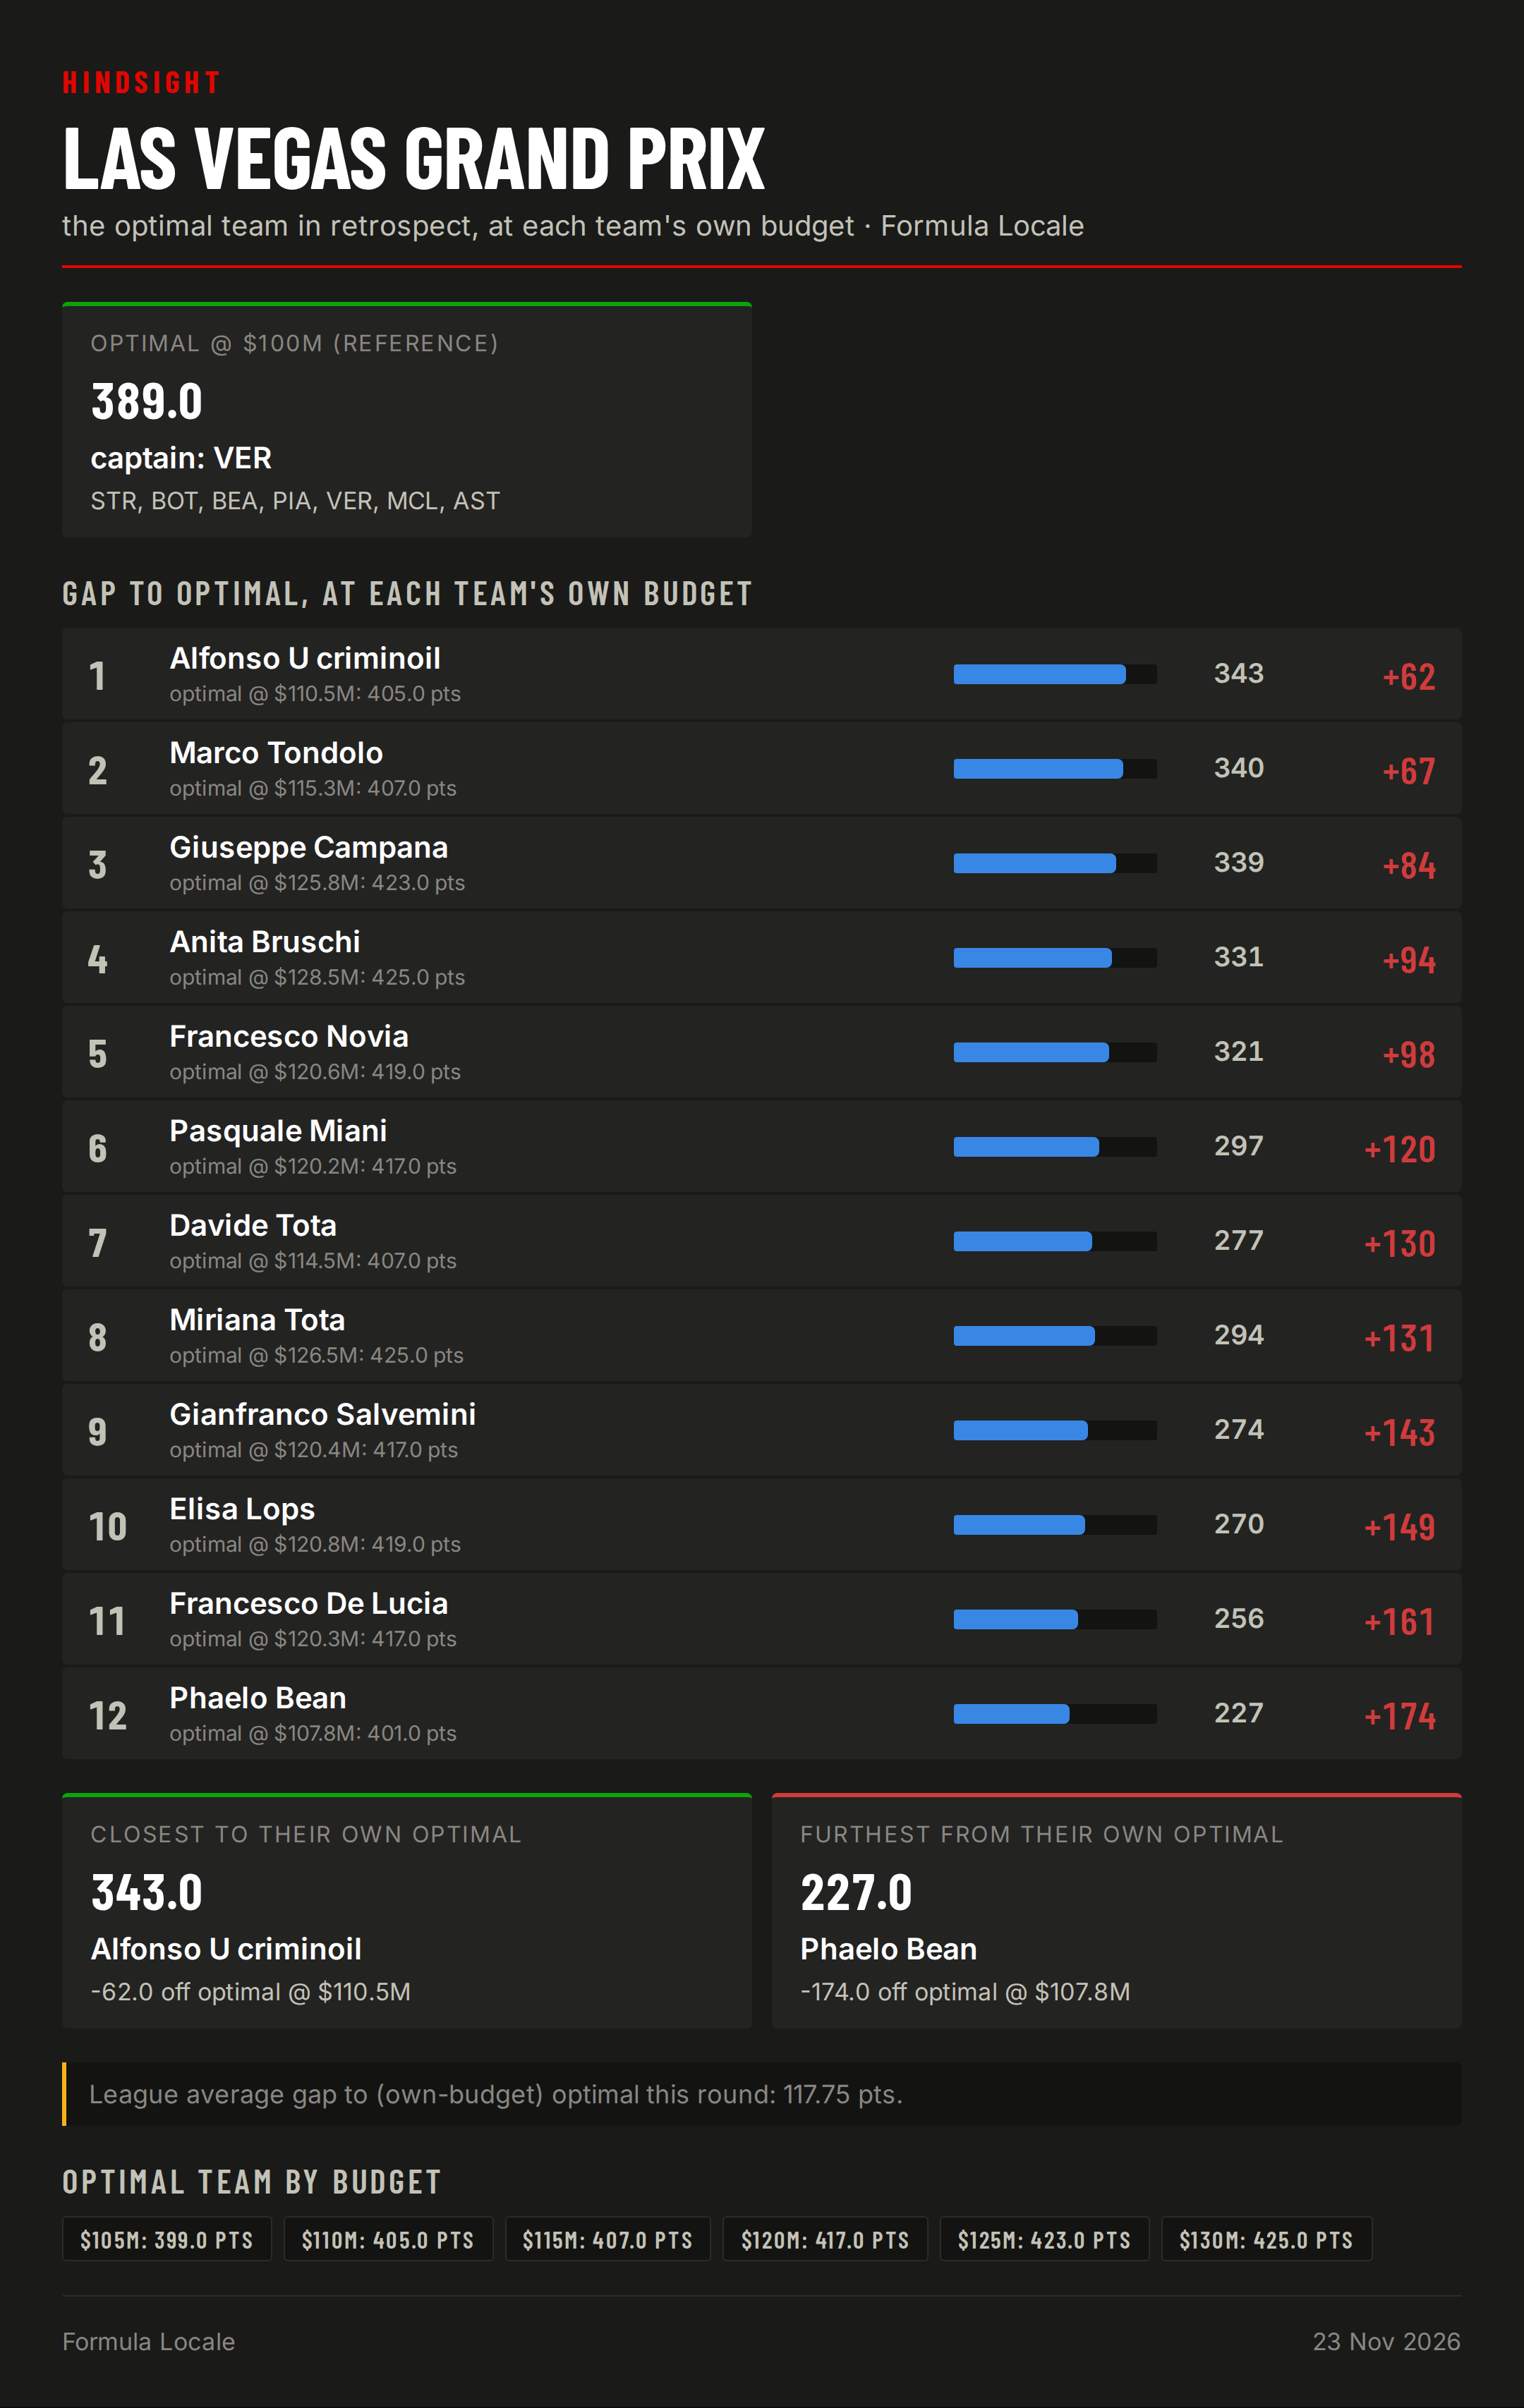 HINDSIGHT
LAS VEGAS GRAND PRIX
the optimal team in retrospect, at each team's own budget · Formula Locale
OPTIMAL @ $100M (REFERENCE)
389.0
captain: VER
STR, BOT, BEA, PIA, VER, MCL, AST
GAP TO OPTIMAL, AT EACH TEAM'S OWN BUDGET
1 Alfonso U criminoil 343 +62
optimal @ $110.5M: 405.0 pts
2 Marco Tondolo 340 +67
optimal @ $115.3M: 407.0 pts
3 Giuseppe Campana 339 +84
optimal @ $125.8M: 423.0 pts
4 Anita Bruschi 331 +94
optimal @ $128.5M: 425.0 pts
5 Francesco Novia 321 +98
optimal @ $120.6M: 419.0 pts
6 Pasquale Miani 297 +120
optimal @ $120.2M: 417.0 pts
7 Davide Tota 277 +130
optimal @ $114.5M: 407.0 pts
8 Miriana Tota 294 +131
optimal @ $126.5M: 425.0 pts
9 Gianfranco Salvemini 274 +143
optimal @ $120.4M: 417.0 pts
10 Elisa Lops 270 +149
optimal @ $120.8M: 419.0 pts
11 Francesco De Lucia 256 +161
optimal @ $120.3M: 417.0 pts
12 Phaelo Bean 227 +174
optimal @ $107.8M: 401.0 pts
CLOSEST TO THEIR OWN OPTIMAL
343.0
Alfonso U criminoil
-62.0 off optimal @ $110.5M
FURTHEST FROM THEIR OWN OPTIMAL
227.0
Phaelo Bean
-174.0 off optimal @ $107.8M
League average gap to (own-budget) optimal this round: 117.75 pts.
OPTIMAL TEAM BY BUDGET
$105M: 399.0 PTS $110M: 405.0 PTS $115M: 407.0 PTS $120M: 417.0 PTS $125M: 423.0 PTS $130M: 425.0 PTS
Formula Locale 23 Nov 2026